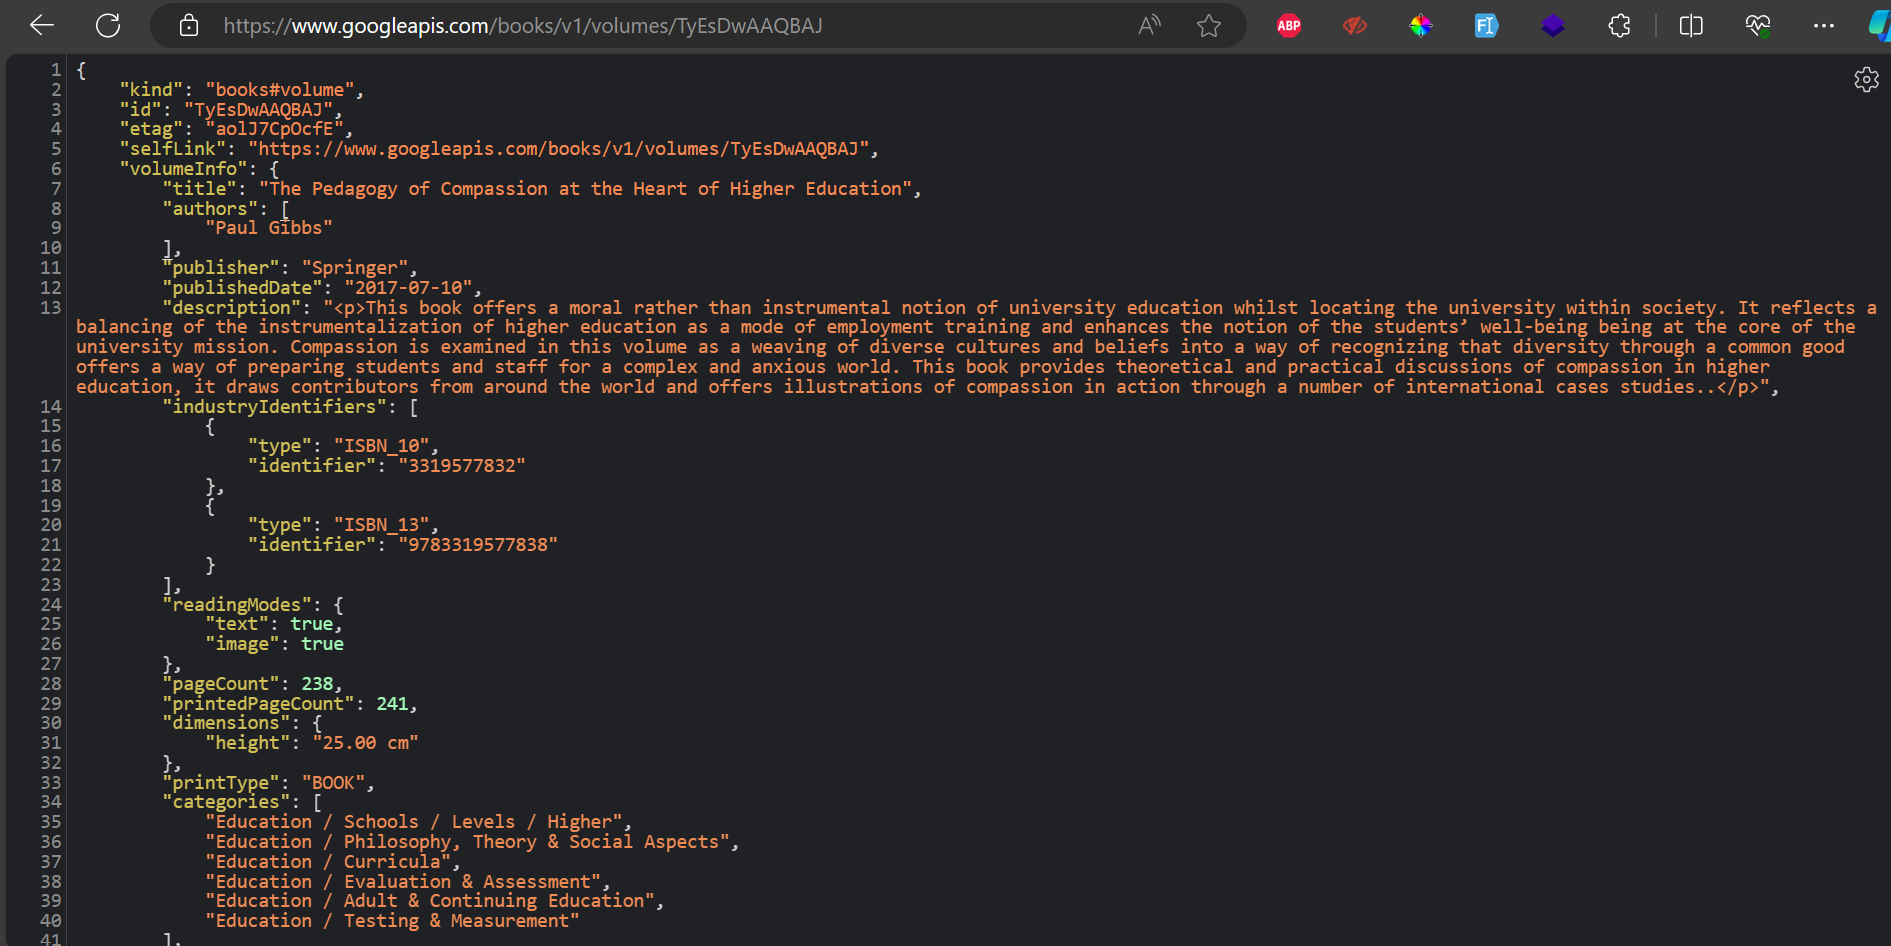 https://www.googleapis.com/books/v1/volumes/TyEsDwAAQBAJ
A
ABP
FI
1 {
2 "kind": "books#volume",
3 "id": "TyEsDwAAQBAJ",
4 "etag": "aolJ7CpOcfE",
5 "selfLink": "https://www.googleapis.com/books/v1/volumes/TyEsDwAAQBAJ",
6 "volumeInfo": {
7 "title": "The Pedagogy of Compassion at the Heart of Higher Education",
8 "authors": [
9 "Paul Gibbs"
10 ],
11 "publisher": "Springer",
12 "publishedDate": "2017-07-10",
13 "description": "<p>This book offers a moral rather than instrumental notion of university education whilst locating the university within society. It reflects a
balancing of the instrumentalization of higher education as a mode of employment training and enhances the notion of the students’ well-being being at the core of the
university mission. Compassion is examined in this volume as a weaving of diverse cultures and beliefs into a way of recognizing that diversity through a common good
offers a way of preparing students and staff for a complex and anxious world. This book provides theoretical and practical discussions of compassion in higher
education, it draws contributors from around the world and offers illustrations of compassion in action through a number of international cases studies..</p>",
14 "industryIdentifiers": [
15 {
16 "type": "ISBN_10",
17 "identifier": "3319577832"
18 },
19 {
20 "type": "ISBN_13",
21 "identifier": "9783319577838"
22 }
23 ],
24 "readingModes": {
25 "text": true,
26 "image": true
27 },
28 "pageCount": 238,
29 "printedPageCount": 241,
30 "dimensions": {
31 "height": "25.00 cm"
32 },
33 "printType": "BOOK",
34 "categories": [
35 "Education / Schools / Levels / Higher",
36 "Education / Philosophy, Theory & Social Aspects",
37 "Education / Curricula",
38 "Education / Evaluation & Assessment",
39 "Education / Adult & Continuing Education",
40 "Education / Testing & Measurement"
41 ],